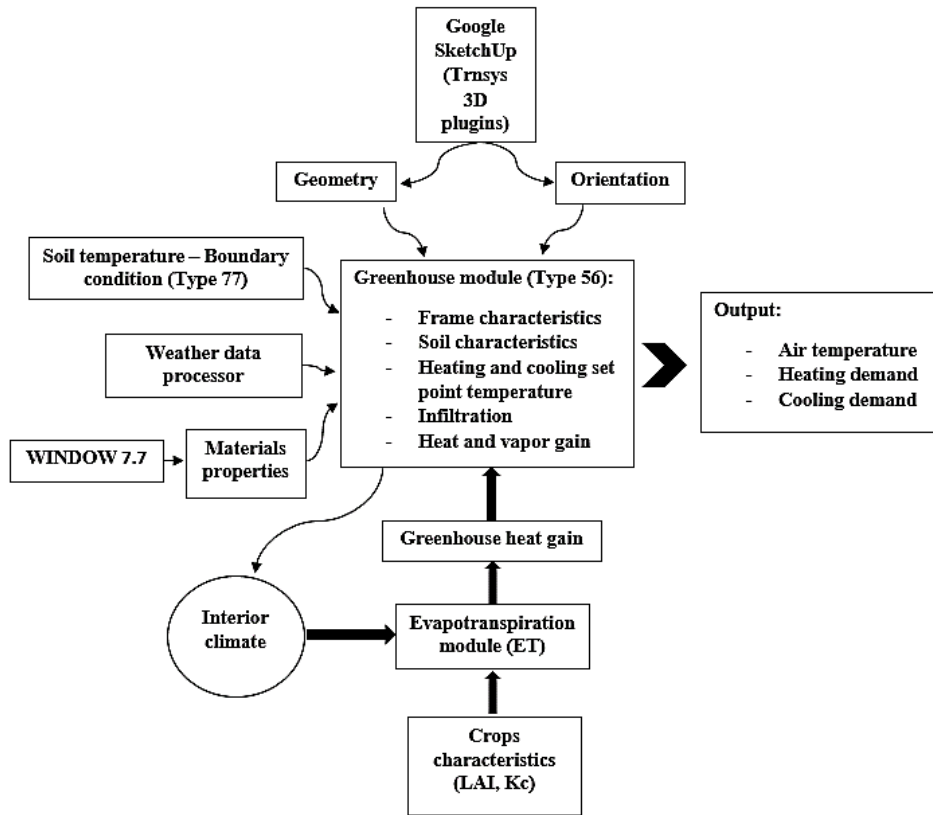 Google
SketchUp
(Trnsys
3D
plugins)
Geometry
Orientation
Soil temperature – Boundary
condition (Type 77)
Weather data
processor
WINDOW 7.7
Materials
properties
Greenhouse module (Type 56):
- Frame characteristics
- Soil characteristics
- Heating and cooling set
point temperature
- Infiltration
- Heat and vapor gain
Output:
- Air temperature
- Heating demand
- Cooling demand
Greenhouse heat gain
Interior
climate
Evapotranspiration
module (ET)
Crops
characteristics
(LAI, Kc)